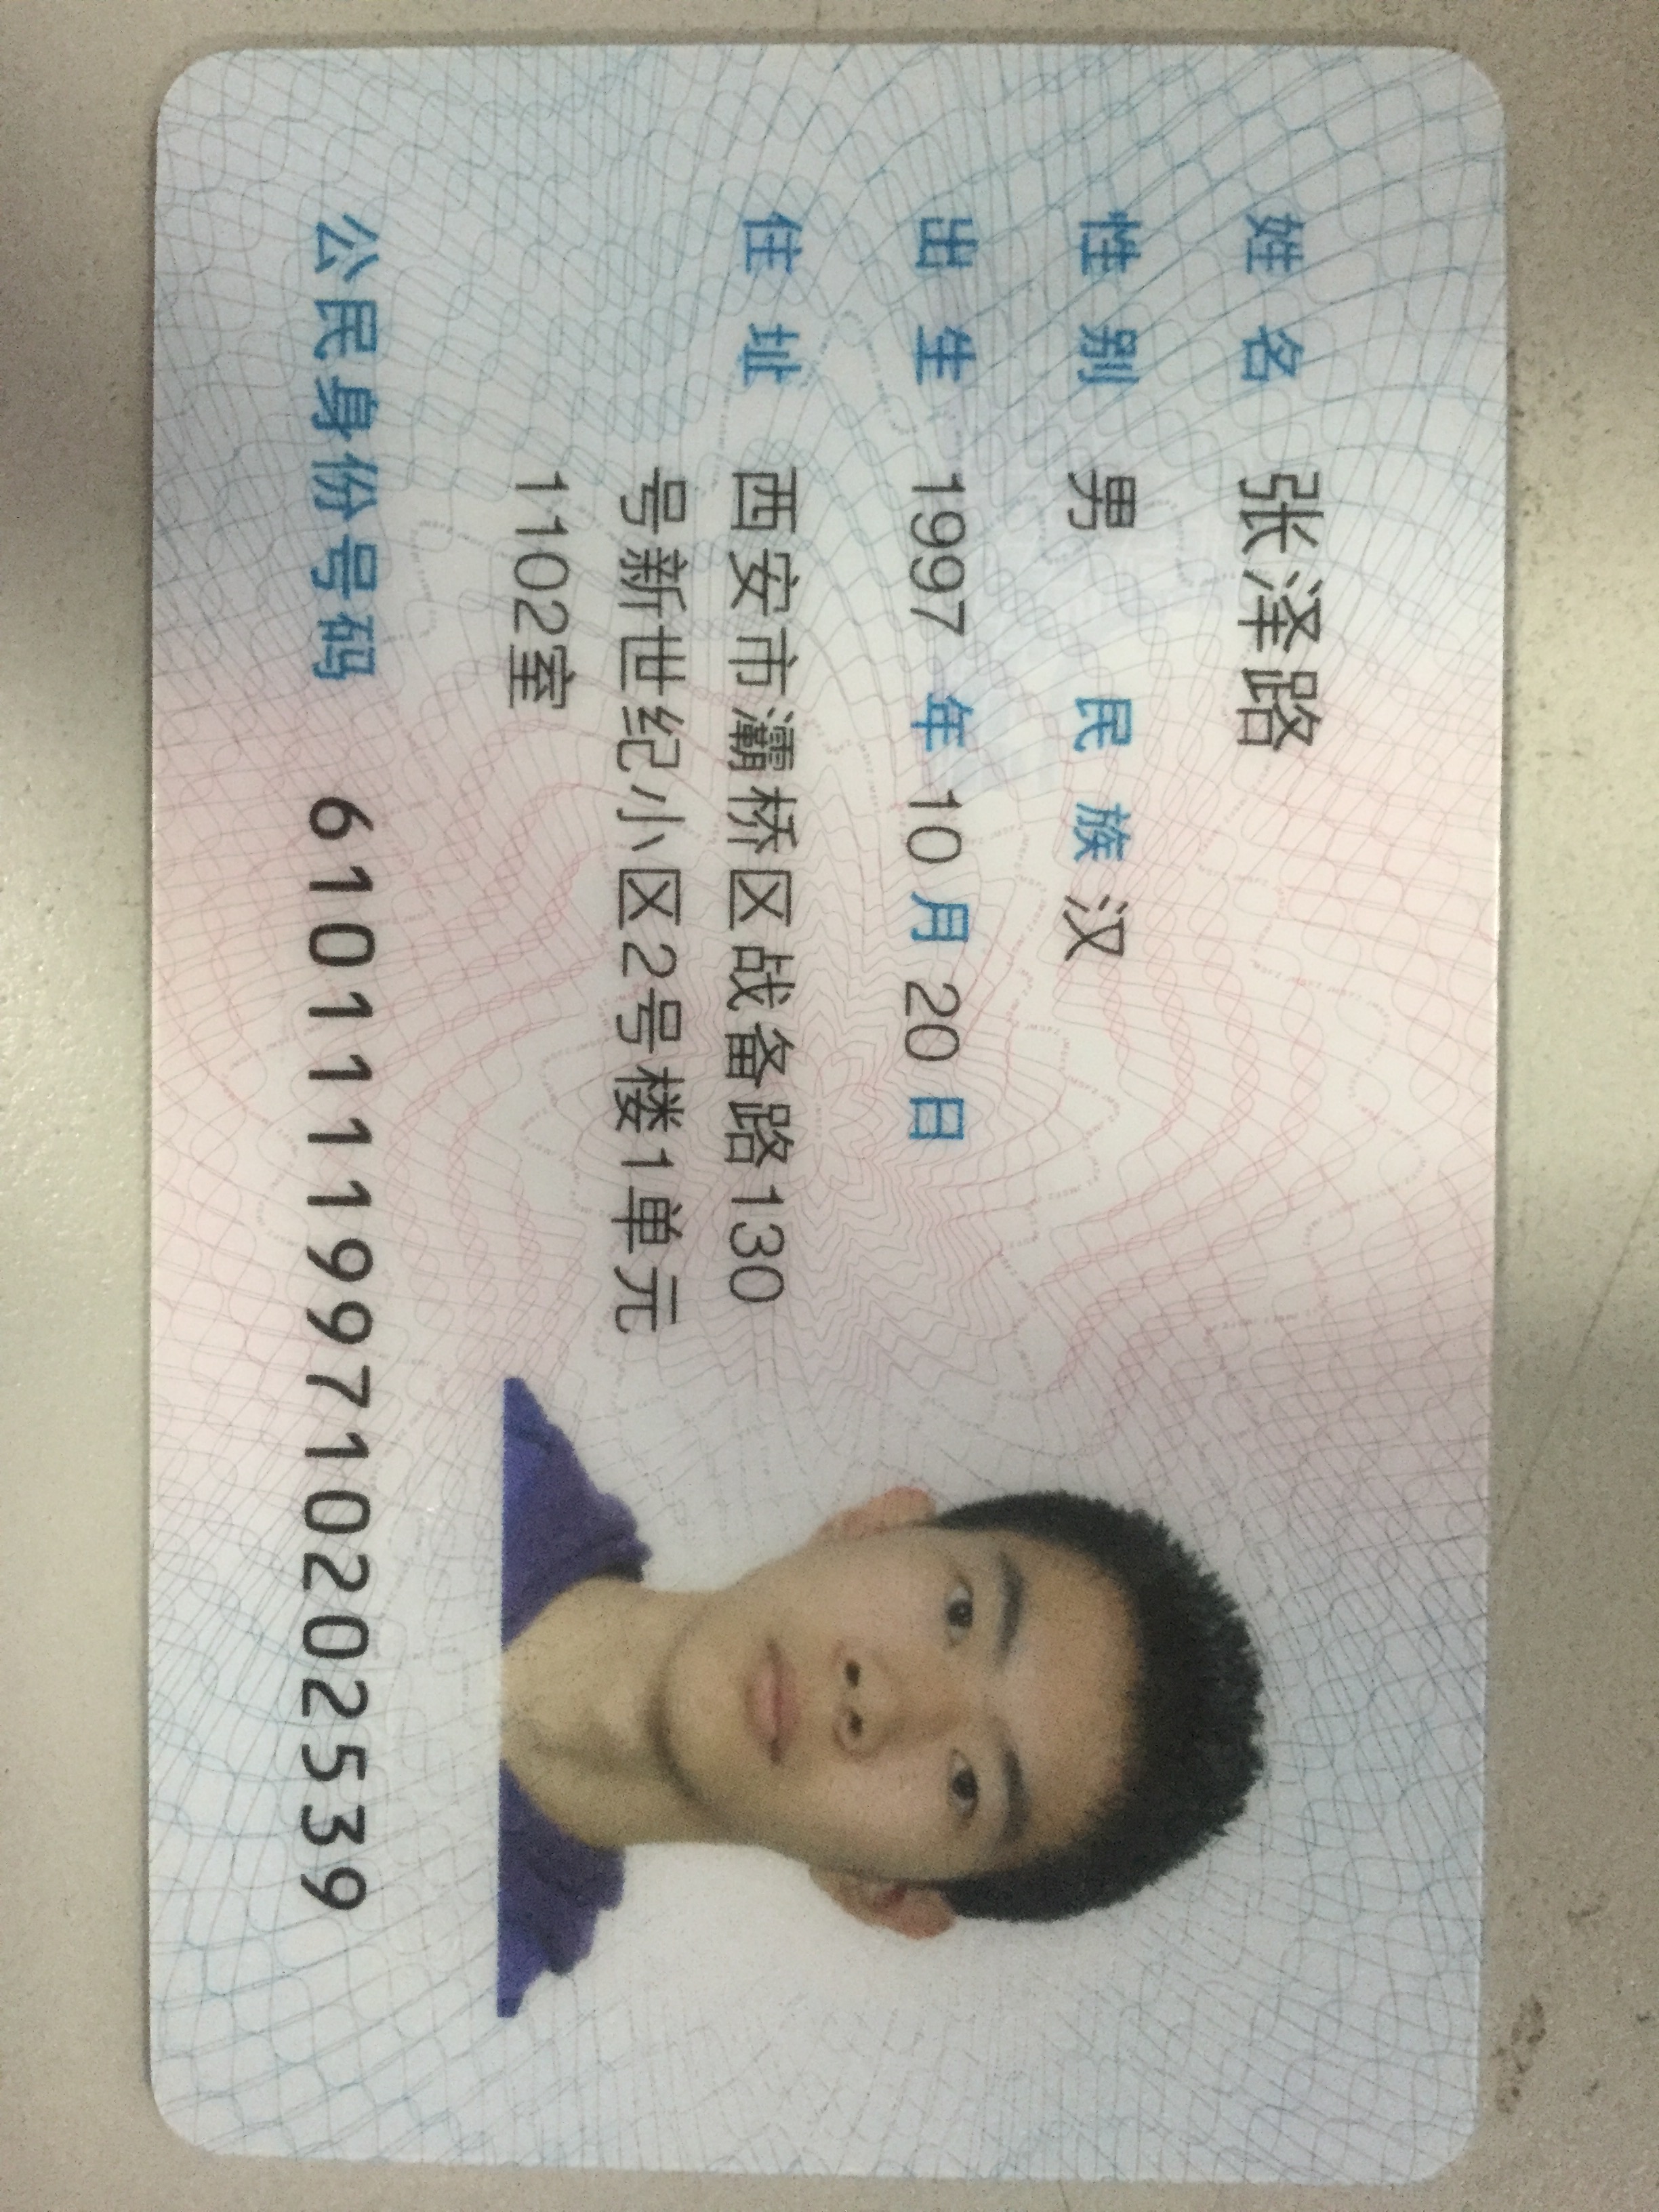 姓名 张泽路
性别 男 民族 汉
出生 1997 年 10 月 20 日
住址 西安市灞桥区战备路130
号新世纪小区2号楼1单元
1102室
公民身份号码 610111199710202539